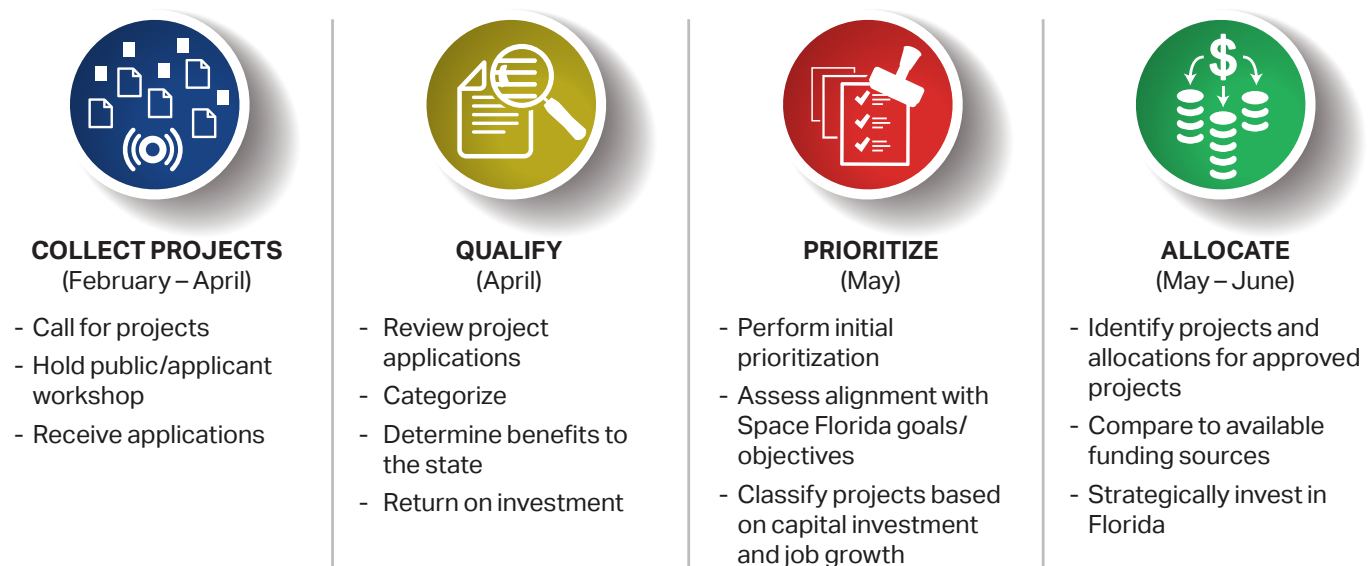 COLLECT PROJECTS
(February – April)
- Call for projects
- Hold public/applicant
workshop
- Receive applications
QUALIFY
(April)
- Review project
applications
- Categorize
- Determine benefits to
the state
- Return on investment
PRIORITIZE
(May)
- Perform initial
prioritization
- Assess alignment with
Space Florida goals/
objectives
- Classify projects based
on capital investment
and job growth
$
ALLOCATE
(May – June)
- Identify projects and
allocations for approved
projects
- Compare to available
funding sources
- Strategically invest in
Florida